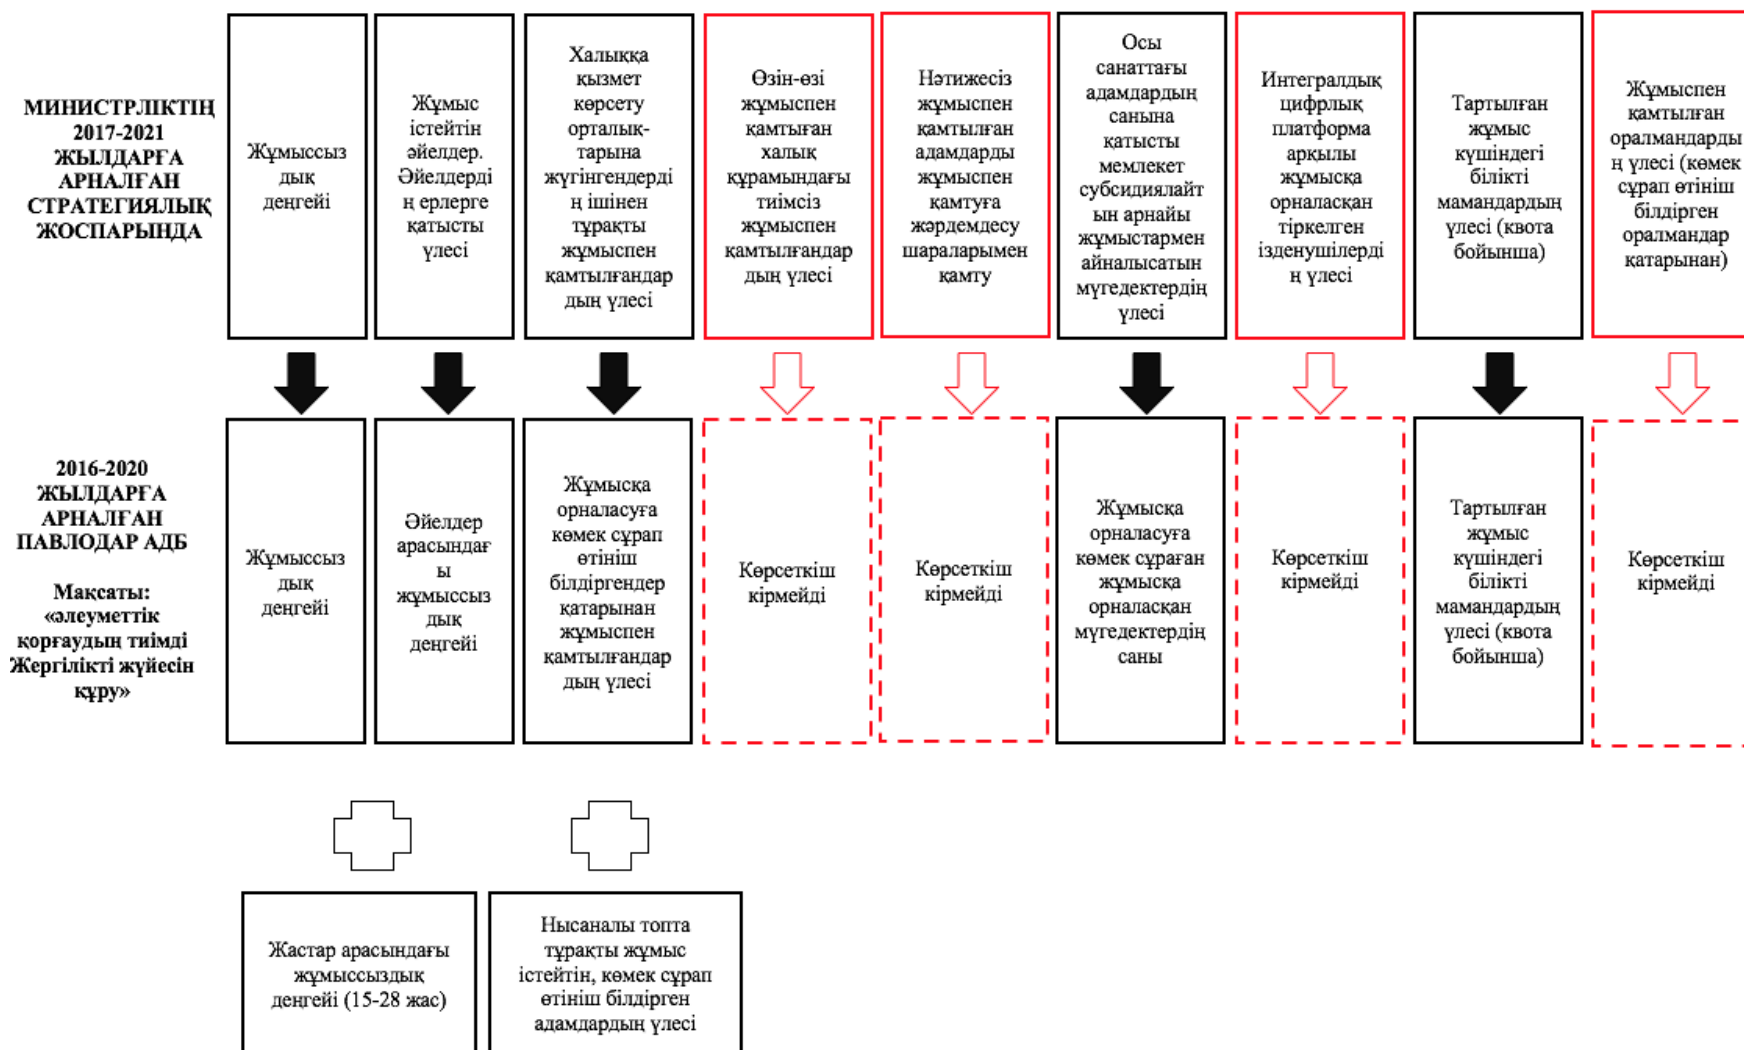 МИНИСТРЛІКТІҢ
2017-2021
ЖЫЛДАРҒА
АРНАЛҒАН
СТРАТЕГИЯЛЫҚ
ЖОСПАРЫНДА
Жұмыссыз
дық
деңгейі
Жұмыс
істейтін
әйелдер.
Әйелдерді
ң ерлерге
қатысты
үлесі
Халыққа
қызмет
көрсету
орталық-
тарына
жүгінгендерді
ң ішінен
тұрақты
жұмыспен
қамтылғандар
дың үлесі
Өзін-өзі
жұмыспен
қамтыған
халық
құрамындағы
тиімсіз
жұмыспен
қамтылғандар
дың үлесі
Нәтижесіз
жұмыспен
қамтылған
адамдарды
жұмыспен
қамтуға
жәрдемдесу
шараларымен
қамту
Осы
санаттағы
адамдардың
санына
қатысты
мемлекет
субсидиялайт
ын арнайы
жұмыстармен
айналысатын
мүгедектердің
үлесі
Интегралдық
цифрлық
платформа
арқылы
жұмысқа
орналасқан
тіркелген
ізденушілерді
ң үлесі
Тартылған
жұмыс
күшіндегі
білікті
мамандардың
үлесі (квота
бойынша)
Жұмыспен
қамтылған
оралмандарды
ң үлесі (көмек
сұрап өтініш
білдірген
оралмандар
қатарынан)
2016-2020
ЖЫЛДАРҒА
АРНАЛҒАН
ПАВЛОДАР АДБ
Мақсаты:
«әлеуметтік
қорғаудың тиімді
Жергілікті жүйесін
құру»
Жұмыссыз
дық
деңгейі
Әйелдер
арасындағ
ы
жұмыссыз
дық
деңгейі
Жұмысқа
орналасуға
көмек сұрап
өтініш
білдіргендер
қатарынан
жұмыспен
қамтылғандар
дың үлесі
Көрсеткіш
кірмейді
Көрсеткіш
кірмейді
Жұмысқа
орналасуға
көмек сұраған
жұмысқа
орналасқан
мүгедектердің
саны
Көрсеткіш
кірмейді
Тартылған
жұмыс
күшіндегі
білікті
мамандардың
үлесі (квота
бойынша)
Көрсеткіш
кірмейді
Жастар арасындағы
жұмыссыздық
деңгейі (15-28 жас)
Нысаналы топта
тұрақты жұмыс
істейтін, көмек сұрап
өтініш білдірген
адамдардың үлесі